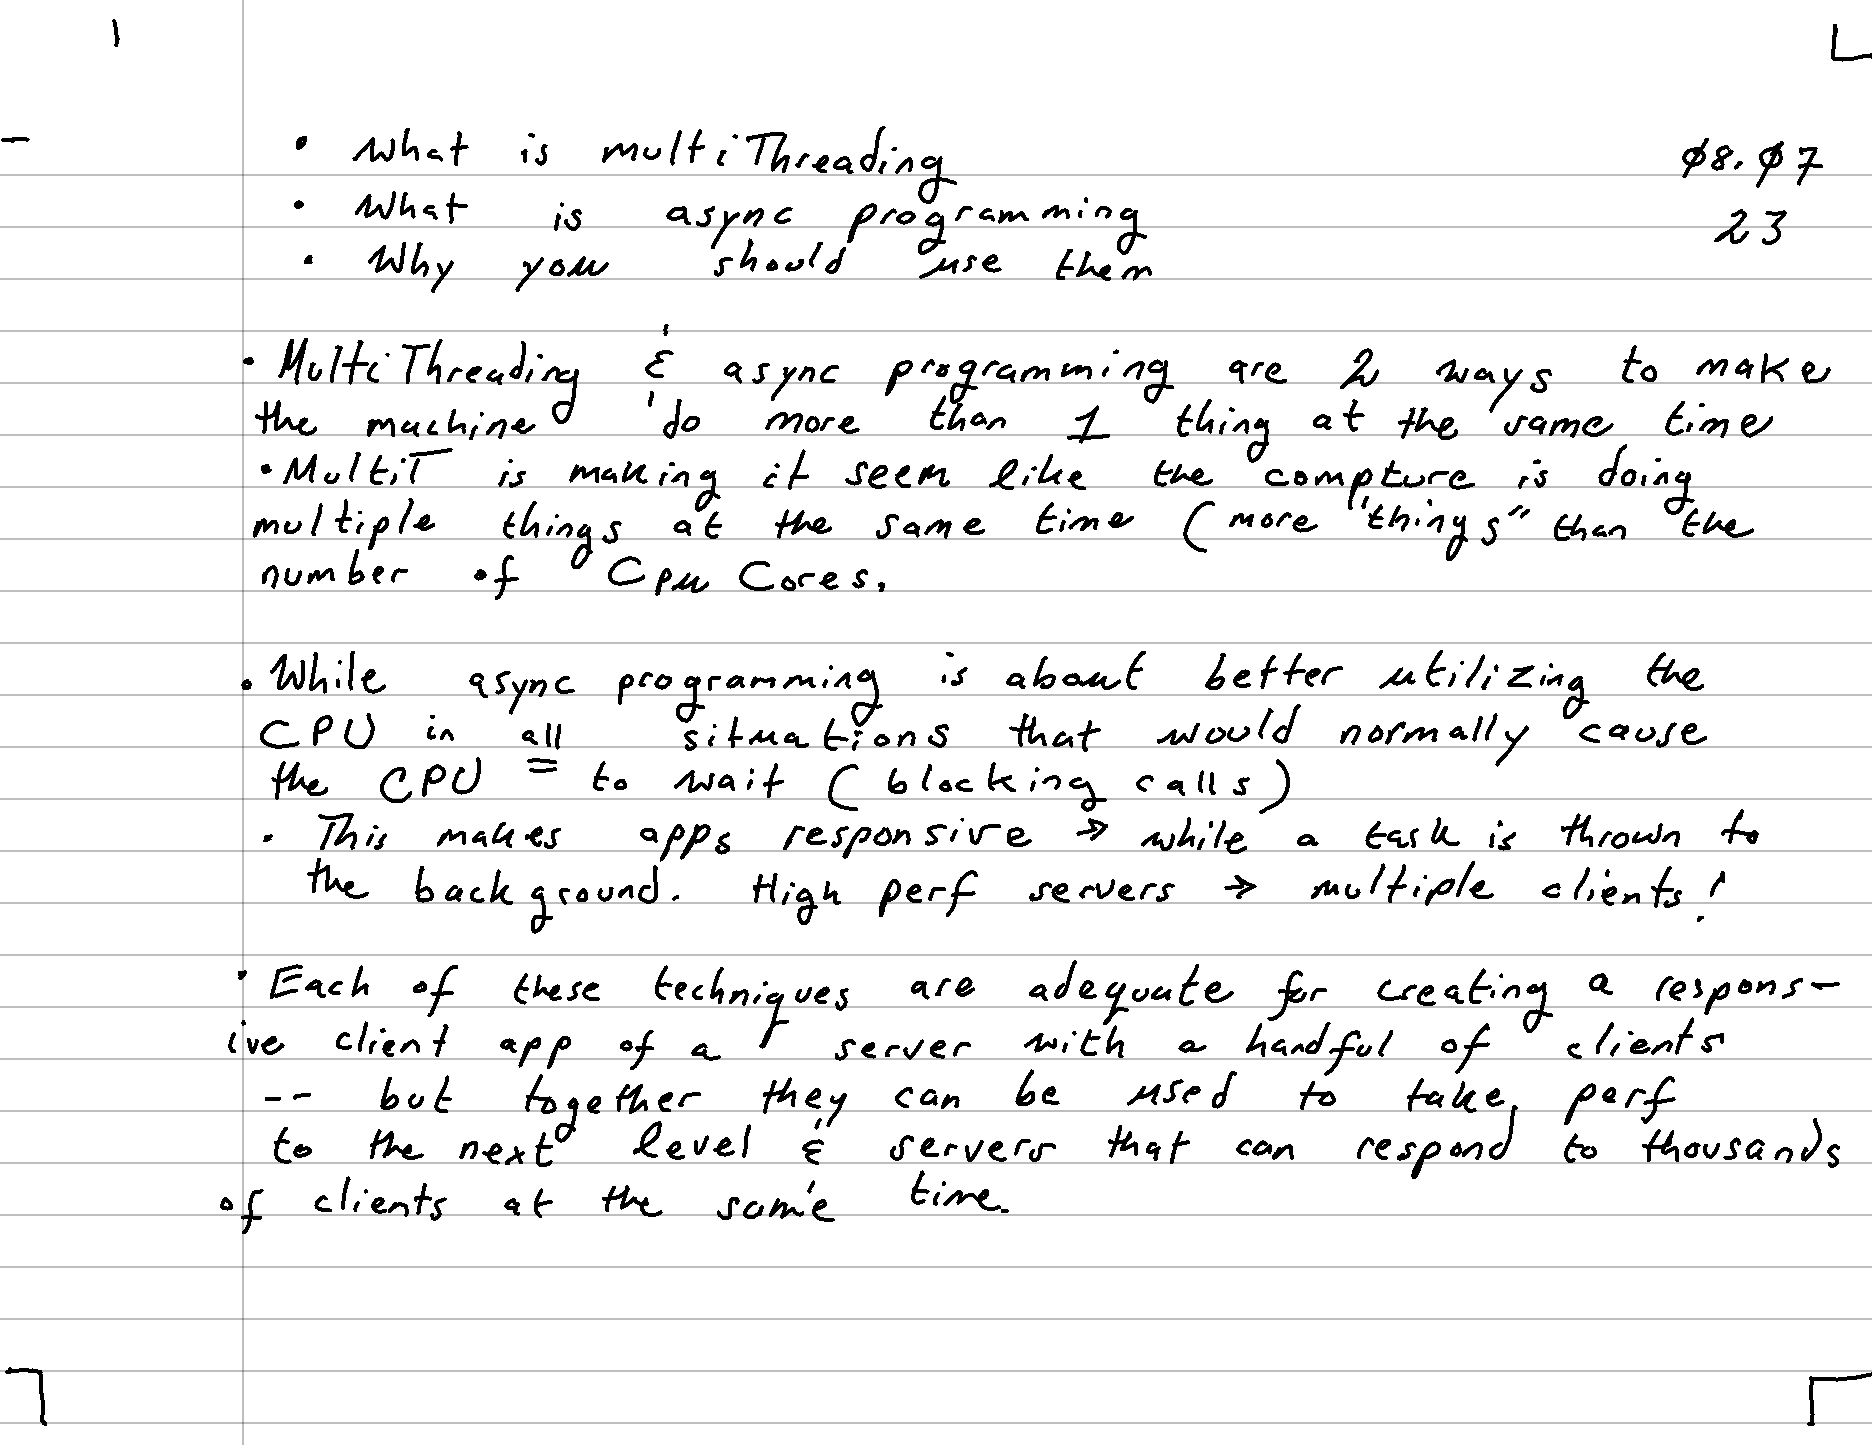 • What is multiThreading
ø8.ø7
• What is async programming
23
• Why you should use them
• MultiThreading & async programming are 2 ways to make
the machine do more than 1 thing at the same time
• MultiT is making it seem like the compture is doing
multiple things at the same time (more "things" than the
number of Cpu Cores.
• While async programming is about better utilizing the
CPU in all situations that would normally cause
the CPU to wait (blocking calls)
• This makes apps responsive → while a task is thrown to
the background. High perf servers → multiple clients!
• Each of these techniques are adequate for creating a respons-
ive client app of a server with a handful of clients
-- but together they can be used to take perf
to the next level & servers that can respond to thousands
of clients at the same time.